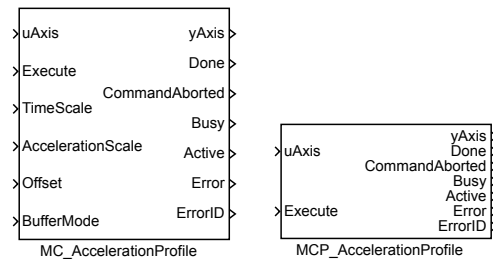 uAxis
Execute
TimeScale
AccelerationScale
Offset
BufferMode
yAxis
Done
CommandAborted
Busy
Active
Error
ErrorID
MC_AccelerationProfile
uAxis
Execute
yAxis
Done
CommandAborted
Busy
Active
Error
ErrorID
MCP_AccelerationProfile